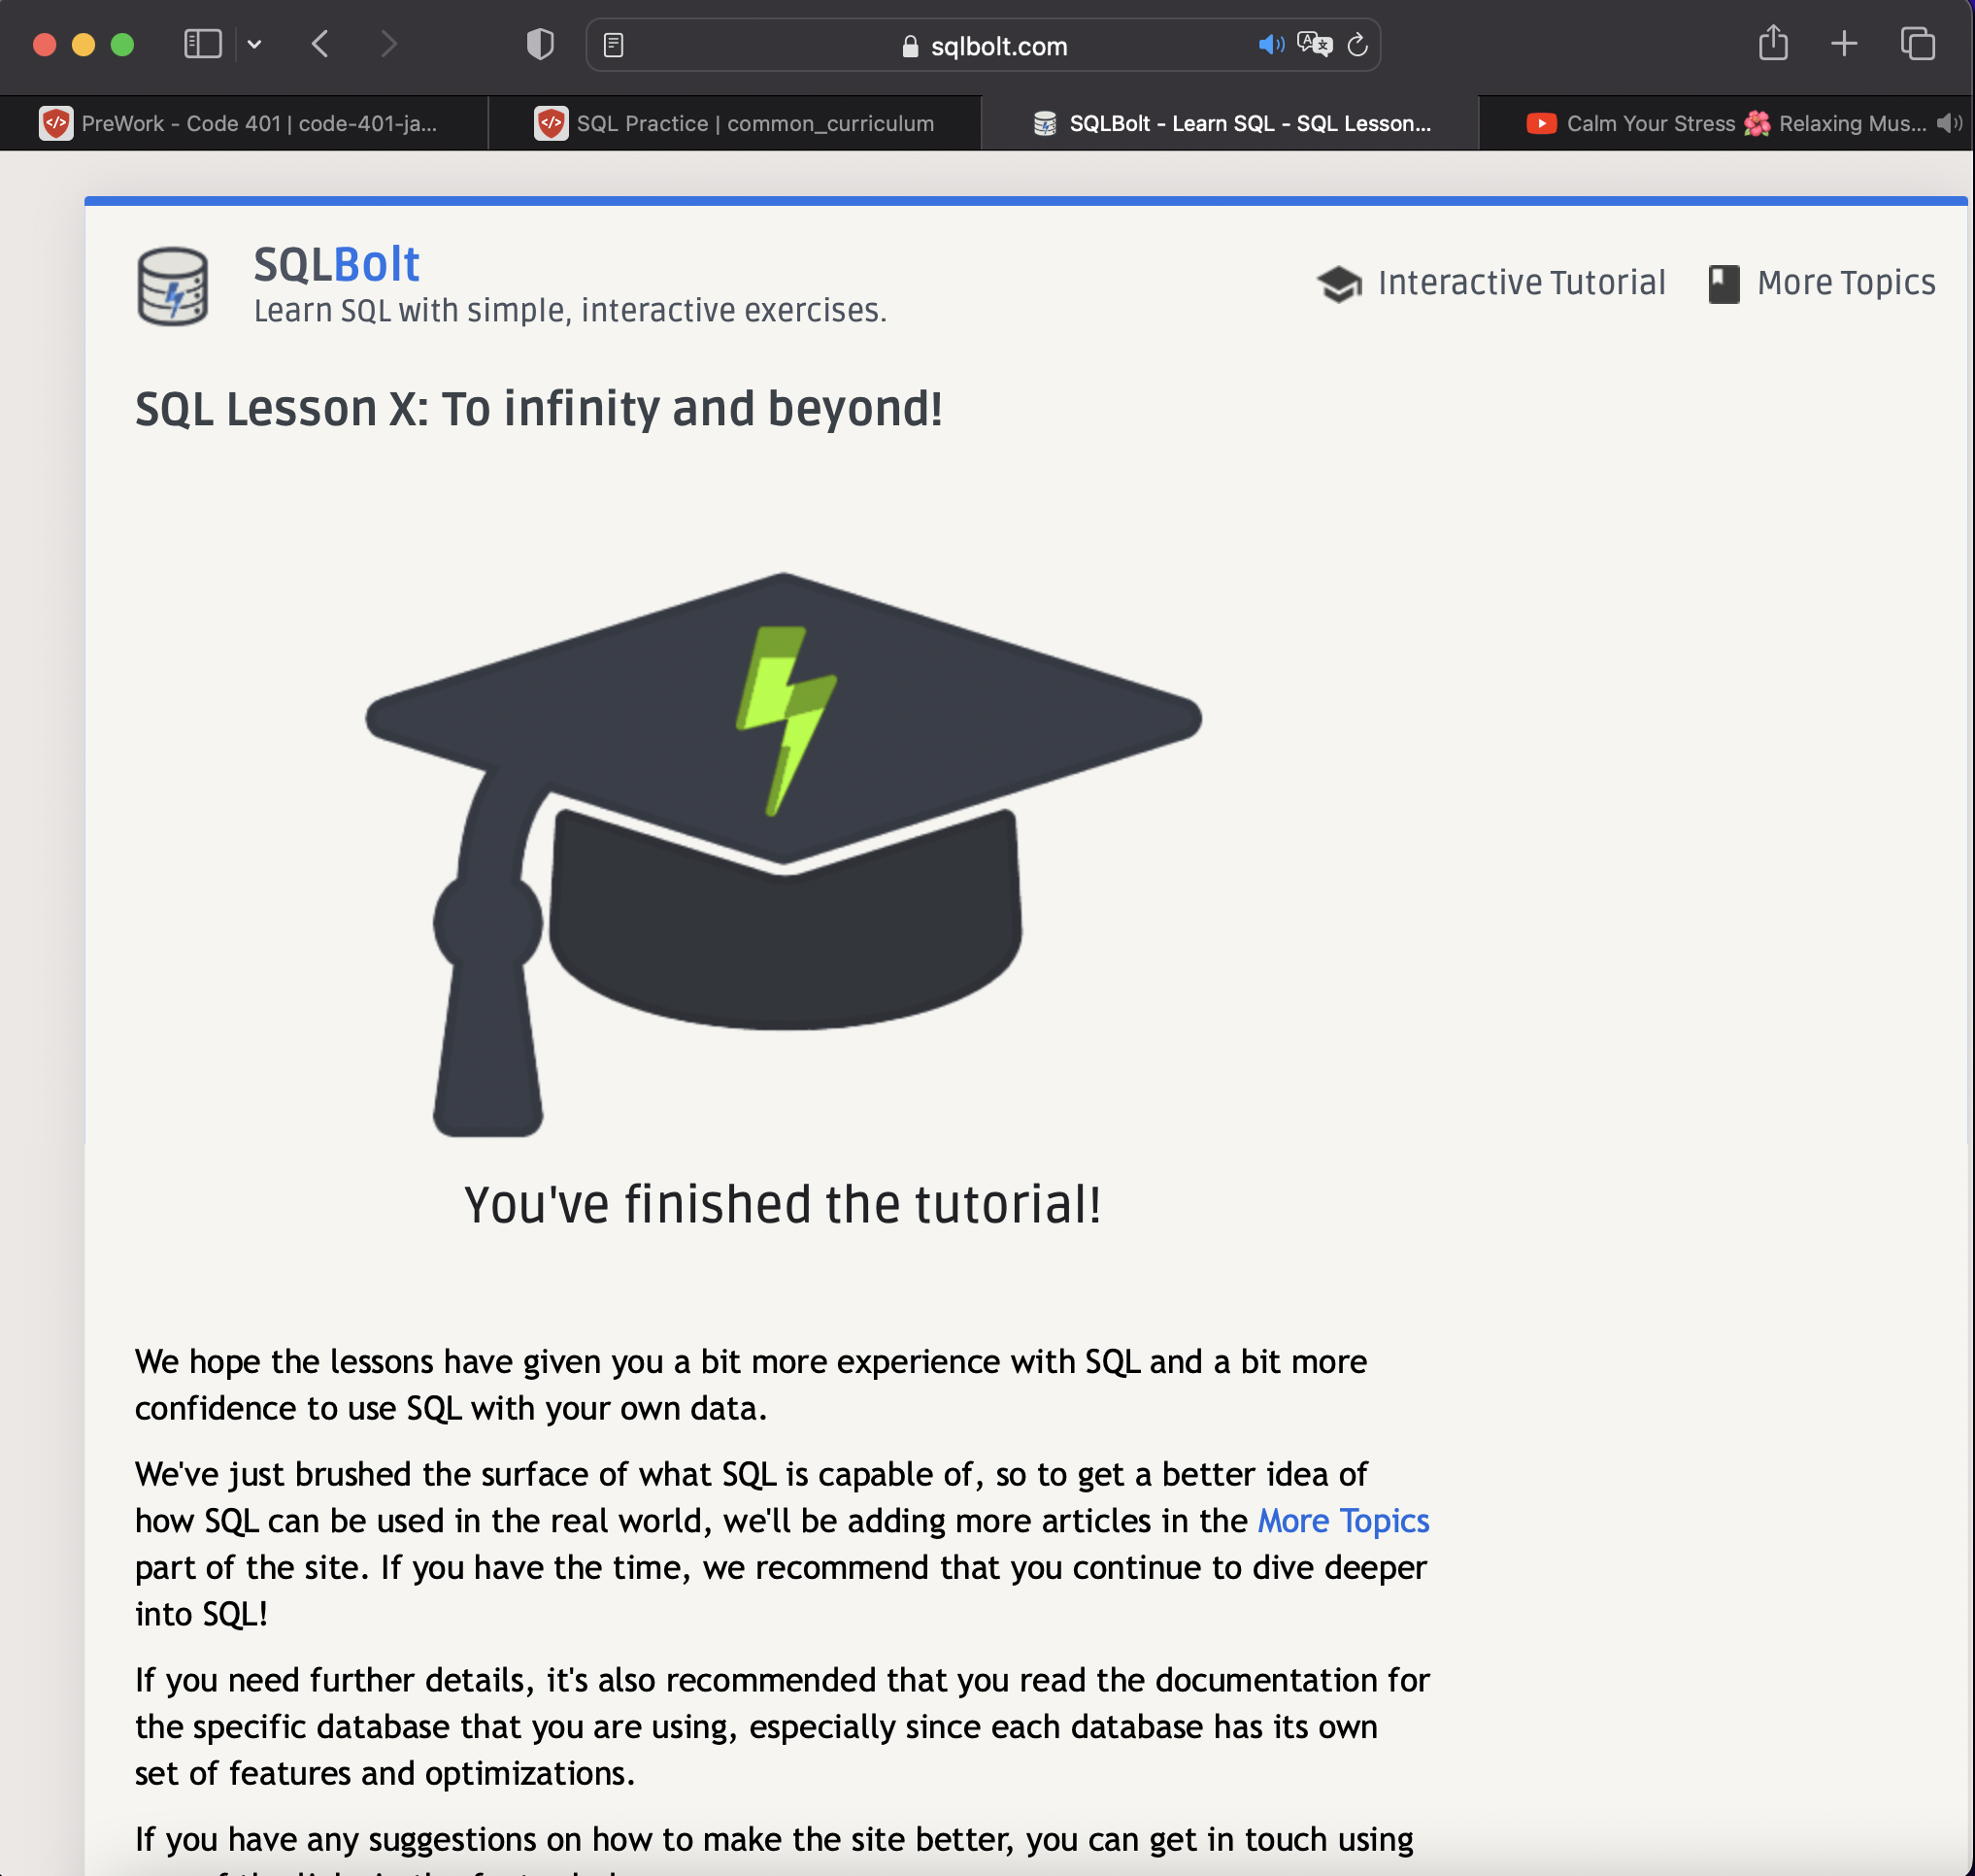 sqlbolt.com
PreWork - Code 401 | code-401-ja...
SQL Practice | common_curriculum
SQLBolt - Learn SQL - SQL Lesson...
Calm Your Stress 🌺 Relaxing Mus...
SQLBolt
Learn SQL with simple, interactive exercises.
Interactive Tutorial
More Topics
SQL Lesson X: To infinity and beyond!
You've finished the tutorial!
We hope the lessons have given you a bit more experience with SQL and a bit more
confidence to use SQL with your own data.
We've just brushed the surface of what SQL is capable of, so to get a better idea of
how SQL can be used in the real world, we'll be adding more articles in the More Topics
part of the site. If you have the time, we recommend that you continue to dive deeper
into SQL!
If you need further details, it's also recommended that you read the documentation for
the specific database that you are using, especially since each database has its own
set of features and optimizations.
If you have any suggestions on how to make the site better, you can get in touch using